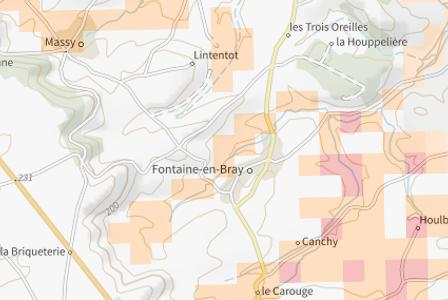 les Trois Oreilles
Massy
la Houppelière
Lintentot
Fontaine-en-Bray
.231
200
Houlb
Canchy
la Briqueterie
le Carouge